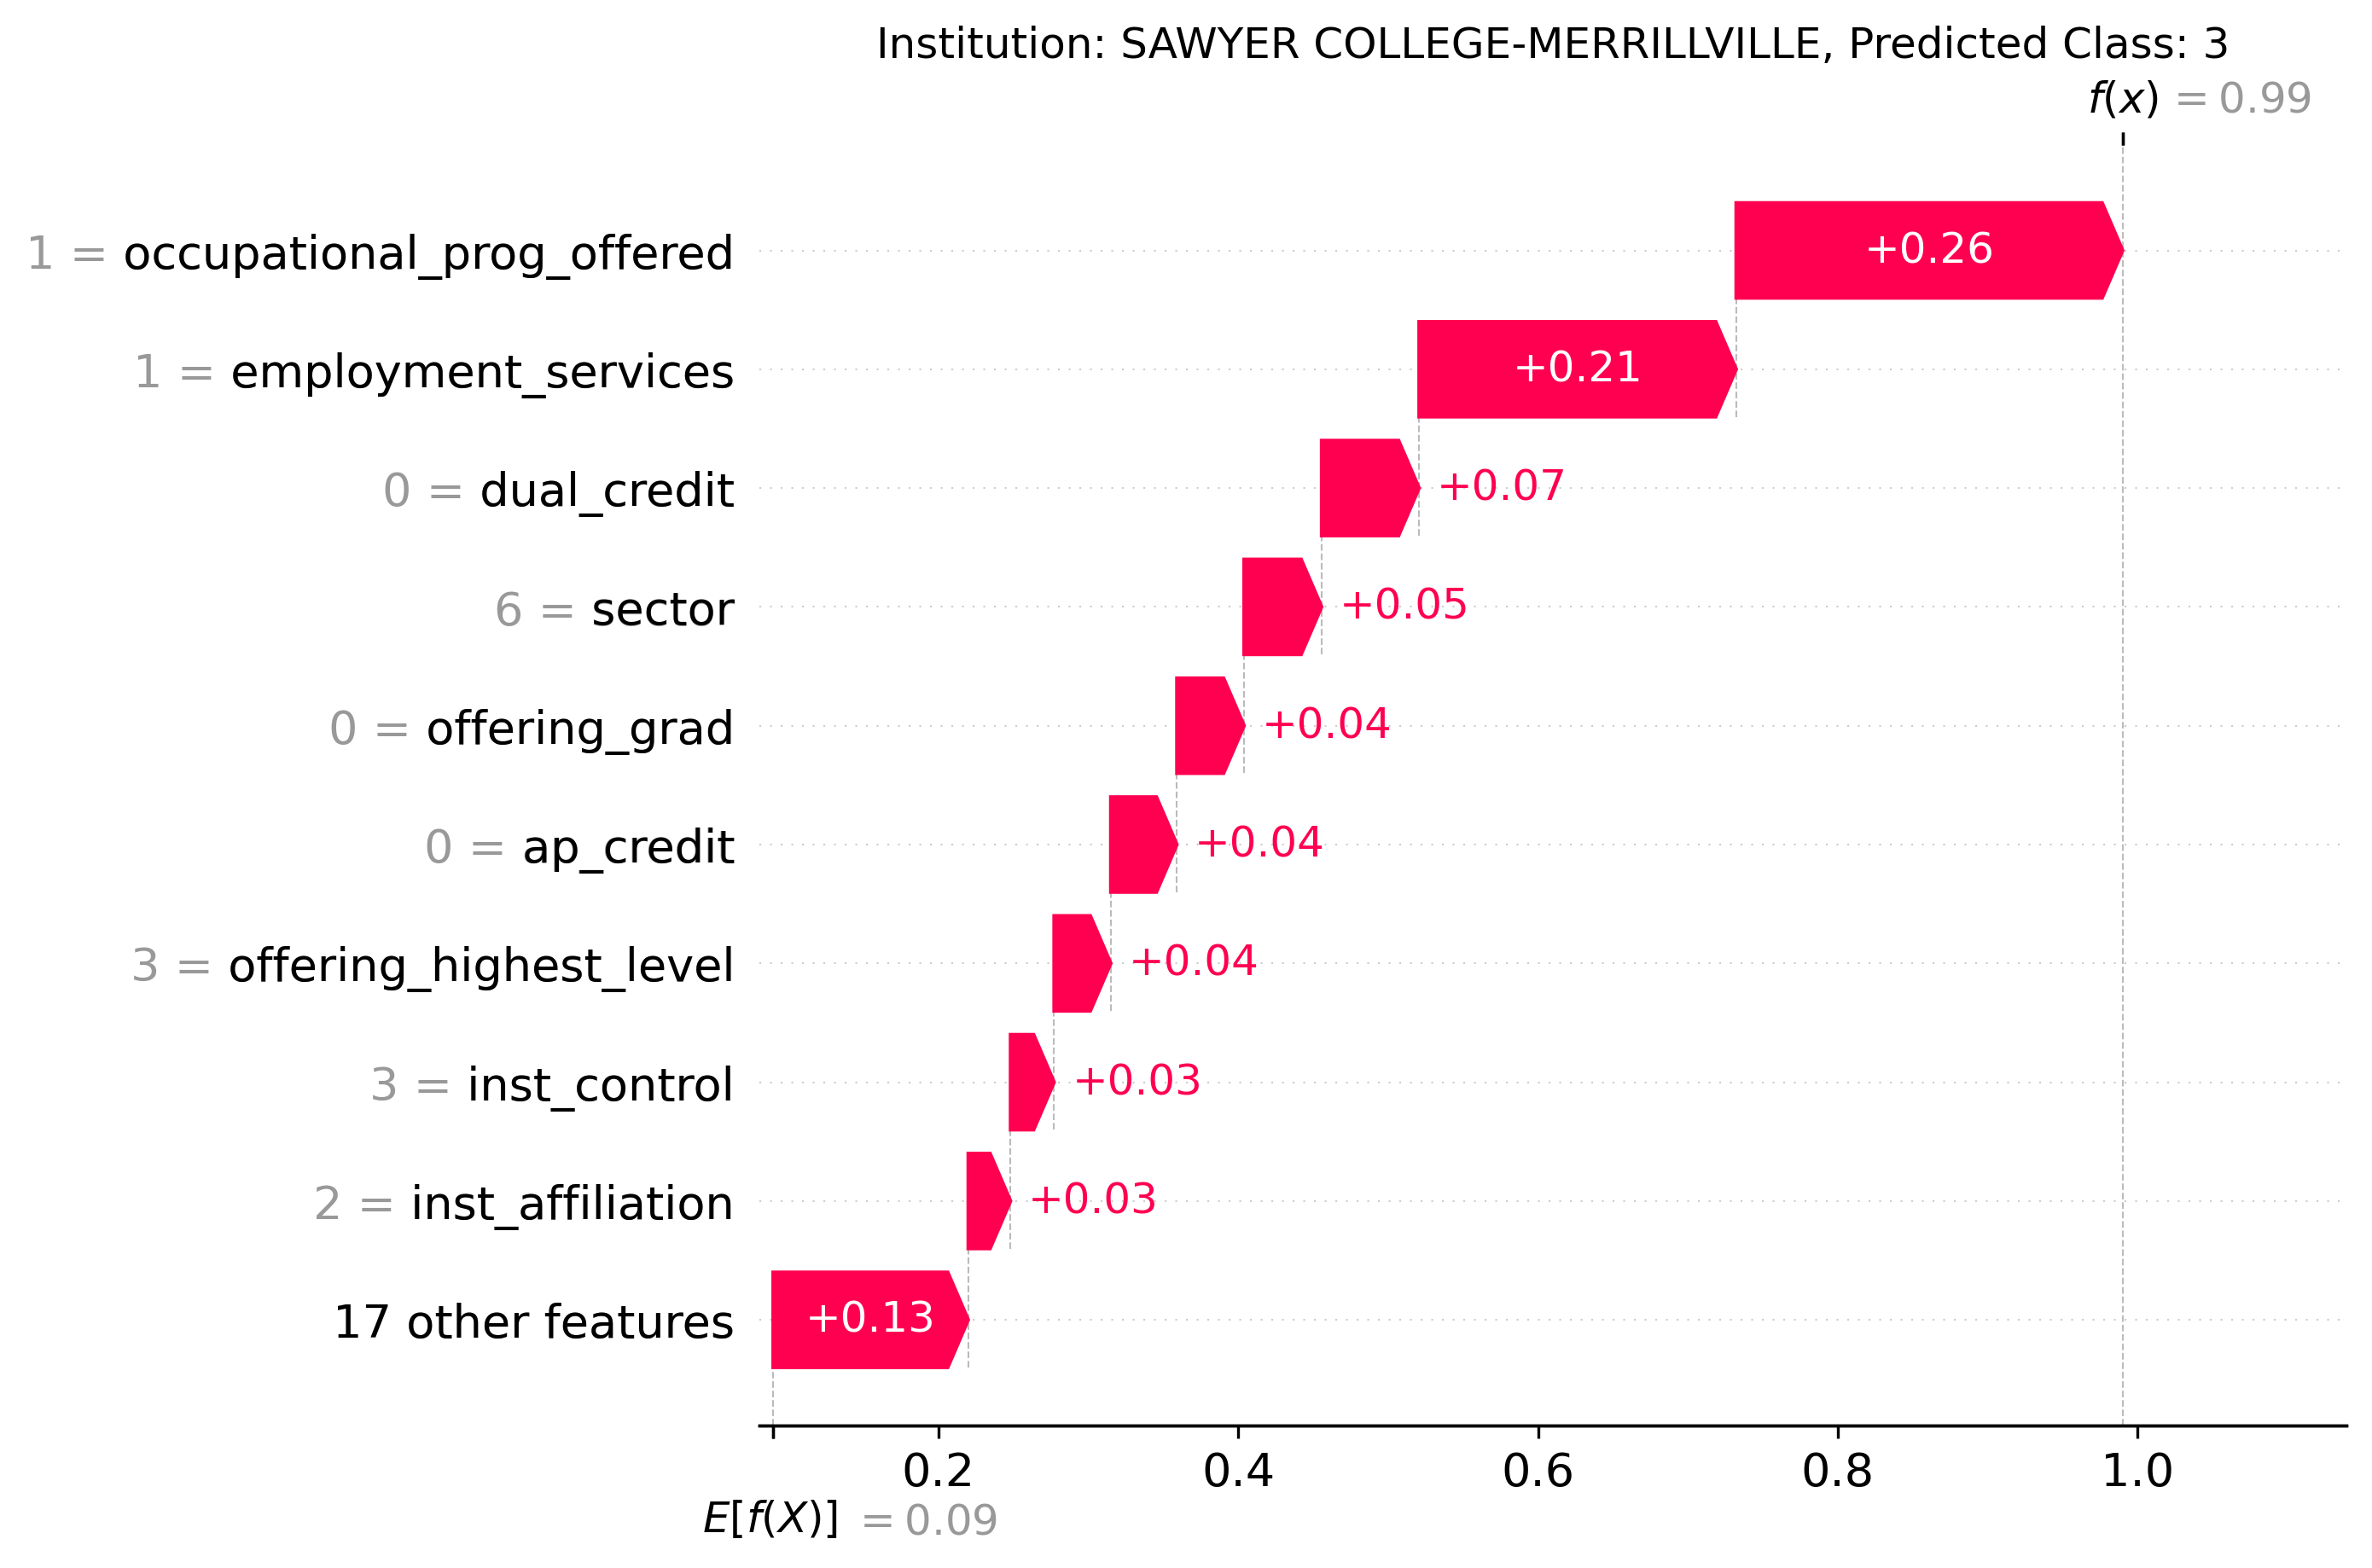 Institution: SAWYER COLLEGE-MERRILLVILLE, Predicted Class: 3
f(x) = 0.99
1 = occupational_prog_offered +0.26
1 = employment_services +0.21
0 = dual_credit +0.07
6 = sector +0.05
0 = offering_grad +0.04
0 = ap_credit +0.04
3 = offering_highest_level +0.04
3 = inst_control +0.03
2 = inst_affiliation +0.03
17 other features +0.13
0.2 0.4 0.6 0.8 1.0
E[f(X)] = 0.09